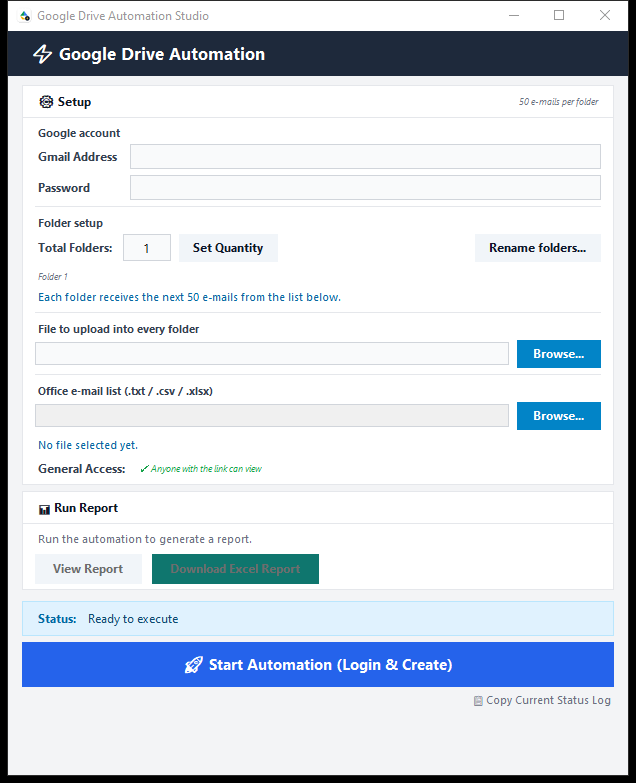 Google Drive Automation Studio
Google Drive Automation
Setup
50 e-mails per folder
Google account
Gmail Address
Password
Folder setup
Total Folders: 1 Set Quantity Rename folders...
Folder 1
Each folder receives the next 50 e-mails from the list below.
File to upload into every folder
Browse...
Office e-mail list (.txt / .csv / .xlsx)
Browse...
No file selected yet.
General Access: ✓ Anyone with the link can view
Run Report
Run the automation to generate a report.
View Report Download Excel Report
Status: Ready to execute
Start Automation (Login & Create)
Copy Current Status Log